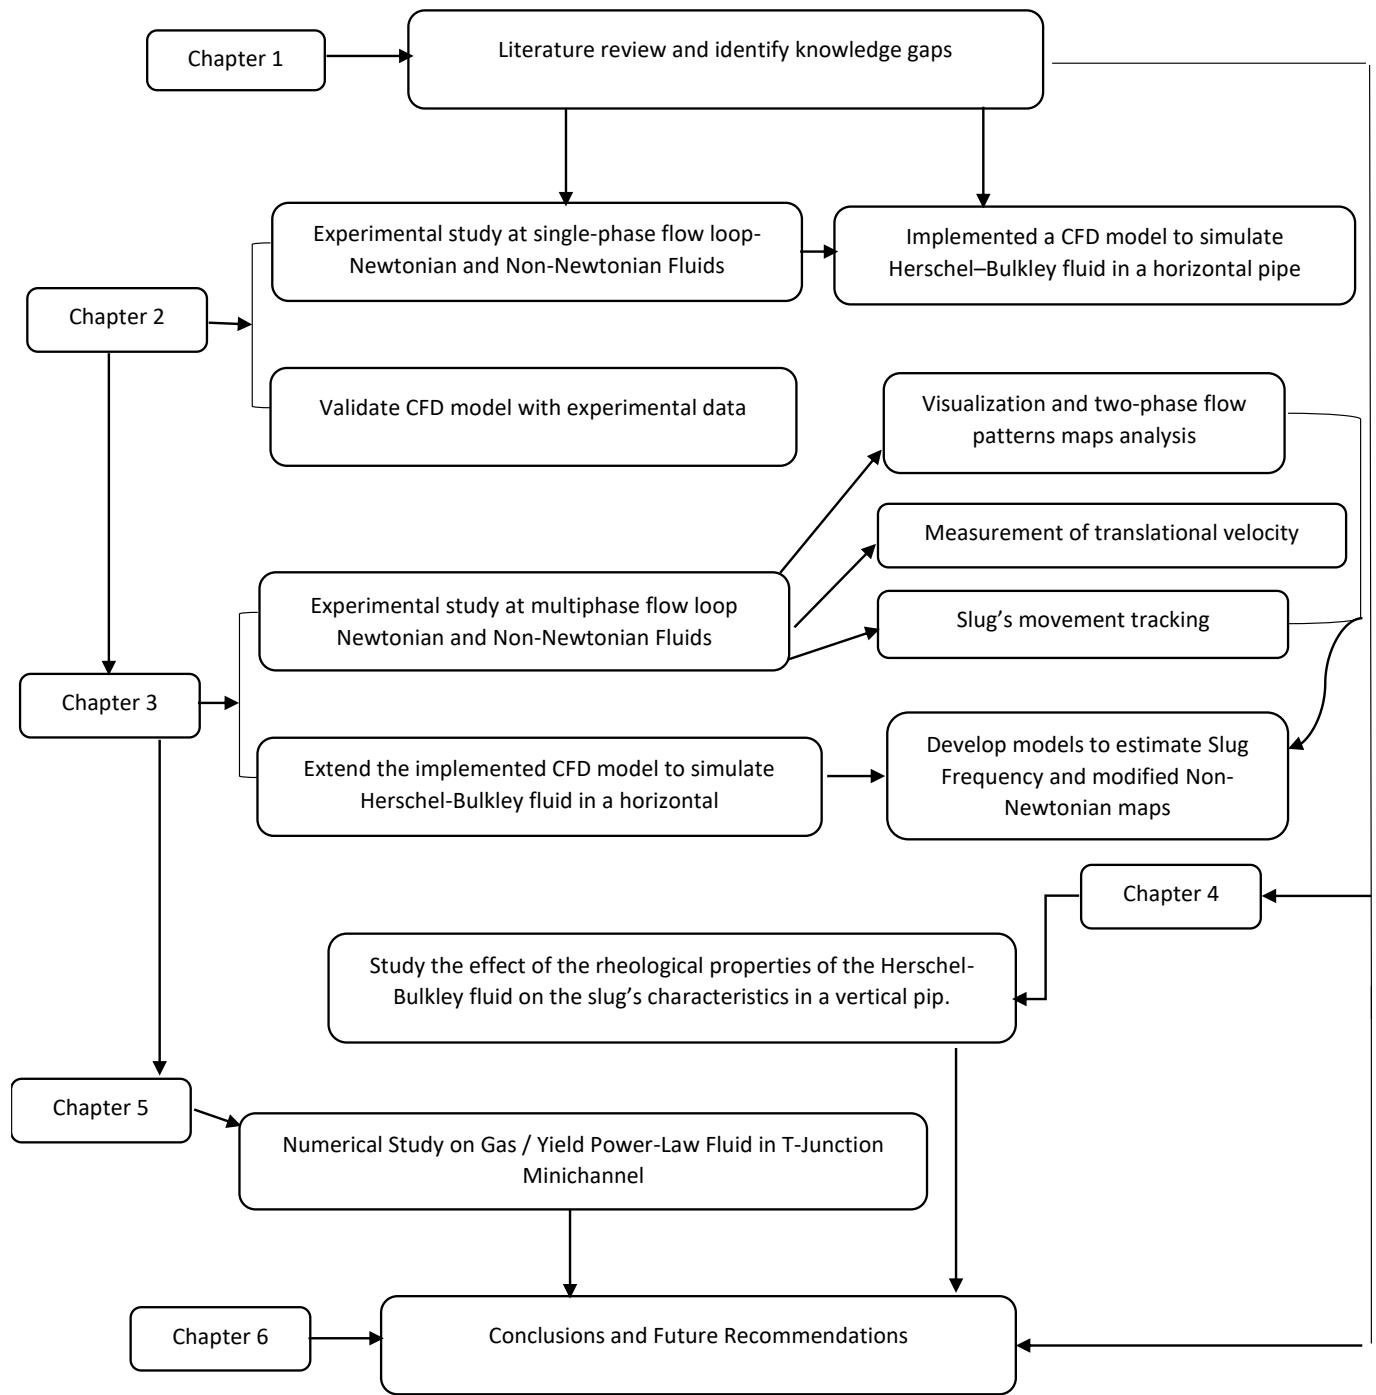 Chapter 1
Literature review and identify knowledge gaps
Experimental study at single-phase flow loop-
Newtonian and Non-Newtonian Fluids
Implemented a CFD model to simulate
Herschel–Bulkley fluid in a horizontal pipe
Chapter 2
Validate CFD model with experimental data
Visualization and two-phase flow
patterns maps analysis
Measurement of translational velocity
Experimental study at multiphase flow loop
Newtonian and Non-Newtonian Fluids
Slug’s movement tracking
Chapter 3
Extend the implemented CFD model to simulate
Herschel-Bulkley fluid in a horizontal
Develop models to estimate Slug
Frequency and modified Non-
Newtonian maps
Chapter 4
Study the effect of the rheological properties of the Herschel-
Bulkley fluid on the slug’s characteristics in a vertical pip.
Chapter 5
Numerical Study on Gas / Yield Power-Law Fluid in T-Junction
Minichannel
Chapter 6
Conclusions and Future Recommendations